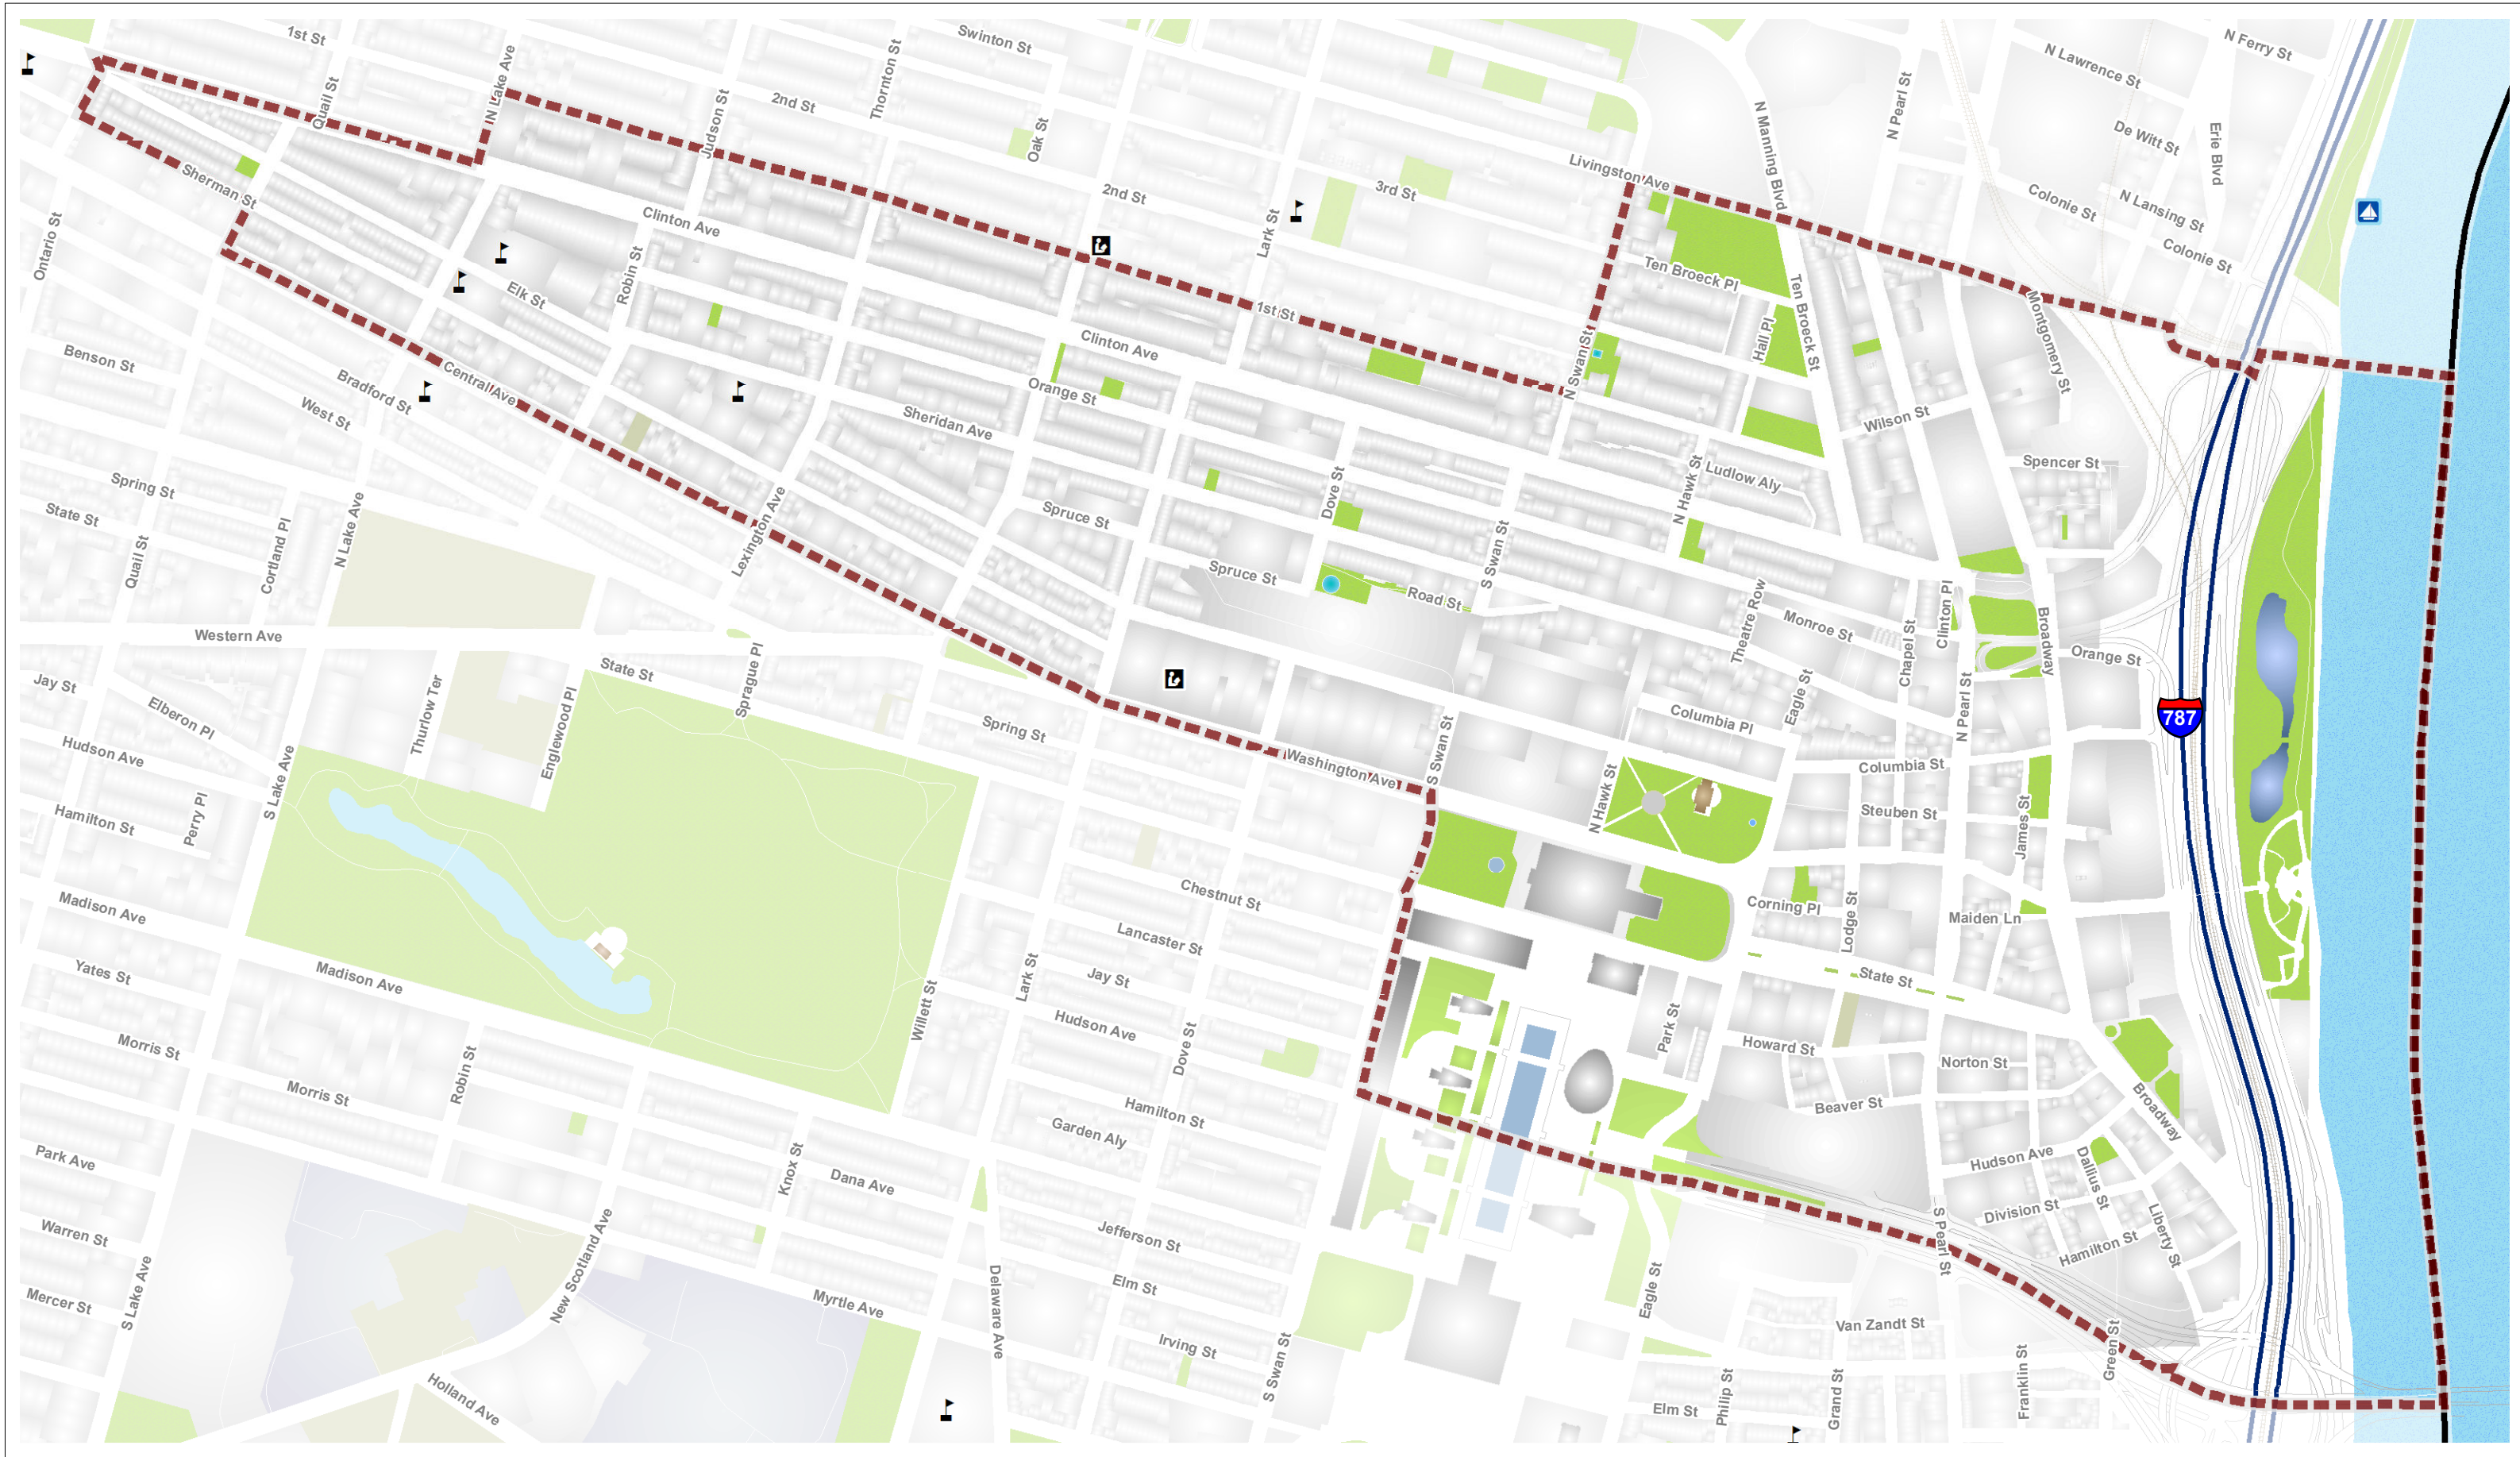 1st St
Swinton St
N Ferry St
N Lawrence St
Quail St
N Lake Ave
Judson St
Thornton St
2nd St
Oak St
N Pearl St
N Manning Blvd
De Witt St
Erie Blvd
Livingston Ave
3rd St
2nd St
Sherman St
Colonie St
N Lansing St
Colonie St
Clinton Ave
Lark St
Ontario St
Robin St
Elk St
Ten Broeck Pl
Ten Broeck St
Hall Pl
Montgomery St
1st St
Clinton Ave
N Swan St
Benson St
Bradford St
Central Ave
West St
Orange St
Sheridan Ave
Wilson St
Spencer St
Ludlow Aly
N Hawk St
Dove St
Spring St
State St
Quail St
Cortland Pl
N Lake Ave
Lexington Ave
Spruce St
S Swan St
Spruce St
Road St
Theatre Row
Monroe St
Chapel St
Clinton Pl
Broadway
Orange St
Western Ave
State St
Sprague Pl
Jay St
Elberon Pl
Thurlow Ter
Englewood Pl
Spring St
Columbia Pl
Eagle St
N Pearl St
787
Hudson Ave
S Lake Ave
Washington Ave
S Swan St
N Hawk St
Columbia St
Steuben St
James St
Hamilton St
Perry Pl
Madison Ave
Chestnut St
Corning Pl
Lodge St
Maiden Ln
Lancaster St
Yates St
Madison Ave
Lark St
Jay St
State St
Willett St
Hudson Ave
Dove St
Park St
Howard St
Norton St
Morris St
Robin St
Morris St
Hamilton St
Garden Aly
Beaver St
Broadway
Park Ave
Knox St
Dana Ave
Hudson Ave
Dallius St
Division St
Liberty St
Hamilton St
S Pearl St
Warren St
Jefferson St
New Scotland Ave
S Lake Ave
Mercer St
Elm St
Myrtle Ave
Delaware Ave
Irving St
S Swan St
Eagle St
Van Zandt St
Green St
Franklin St
Holland Ave
Elm St
Philip St
Grand St